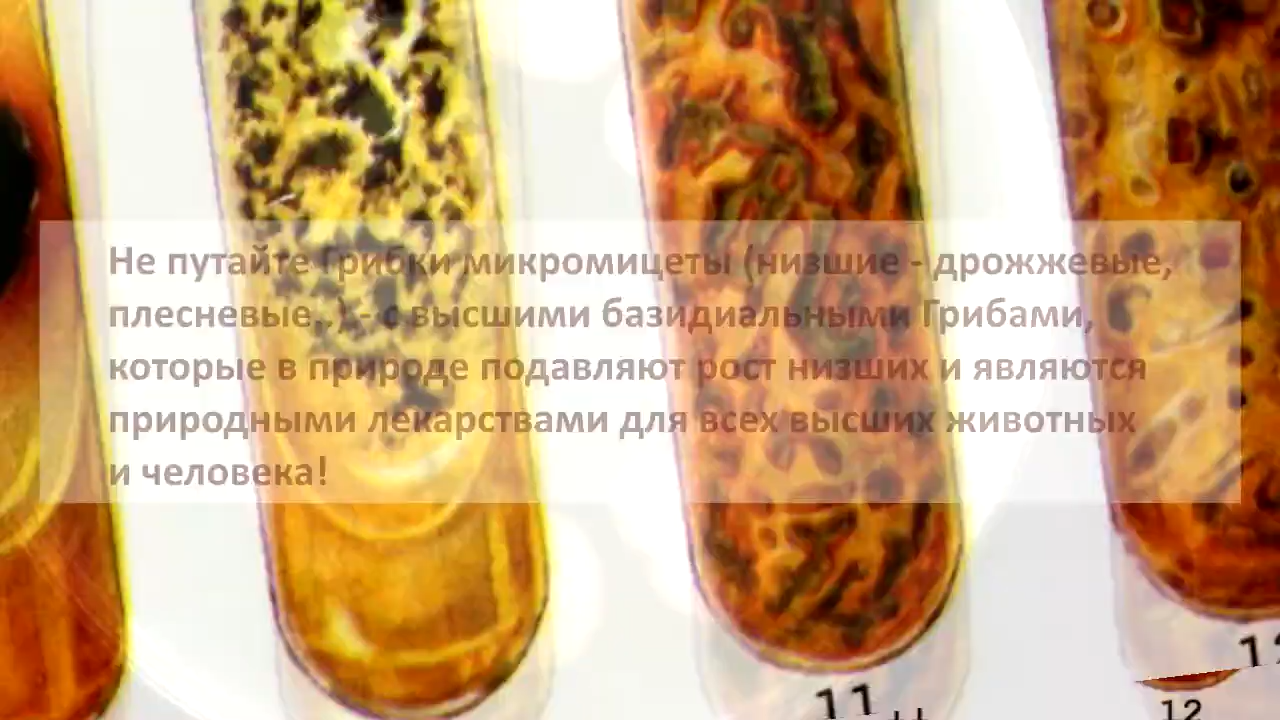 Не путайте Грибки микромицеты (низшие - дрожжевые,
плесневые..) - с высшими базидиальными Грибами,
которые в природе подавляют рост низших и являются
природными лекарствами для всех высших животных
и человека!
11
12